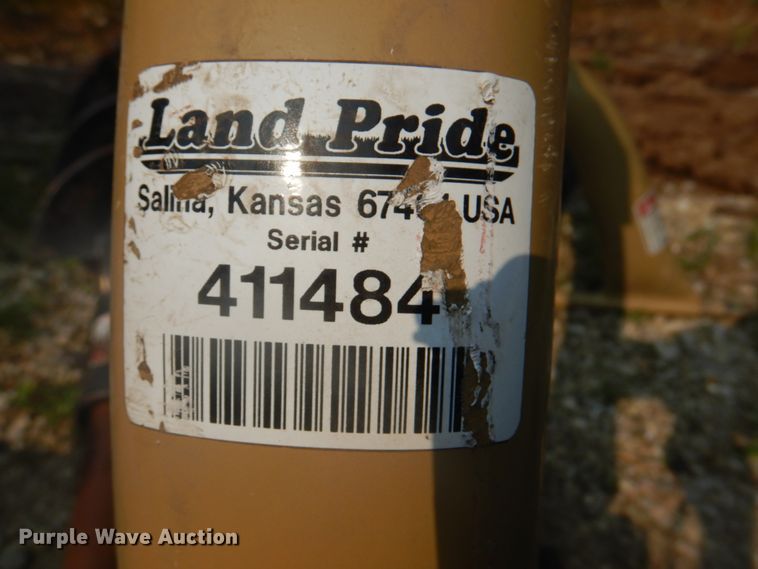 Land Pride
Salina, Kansas USA
Serial #
411484
Purple Wave Auction